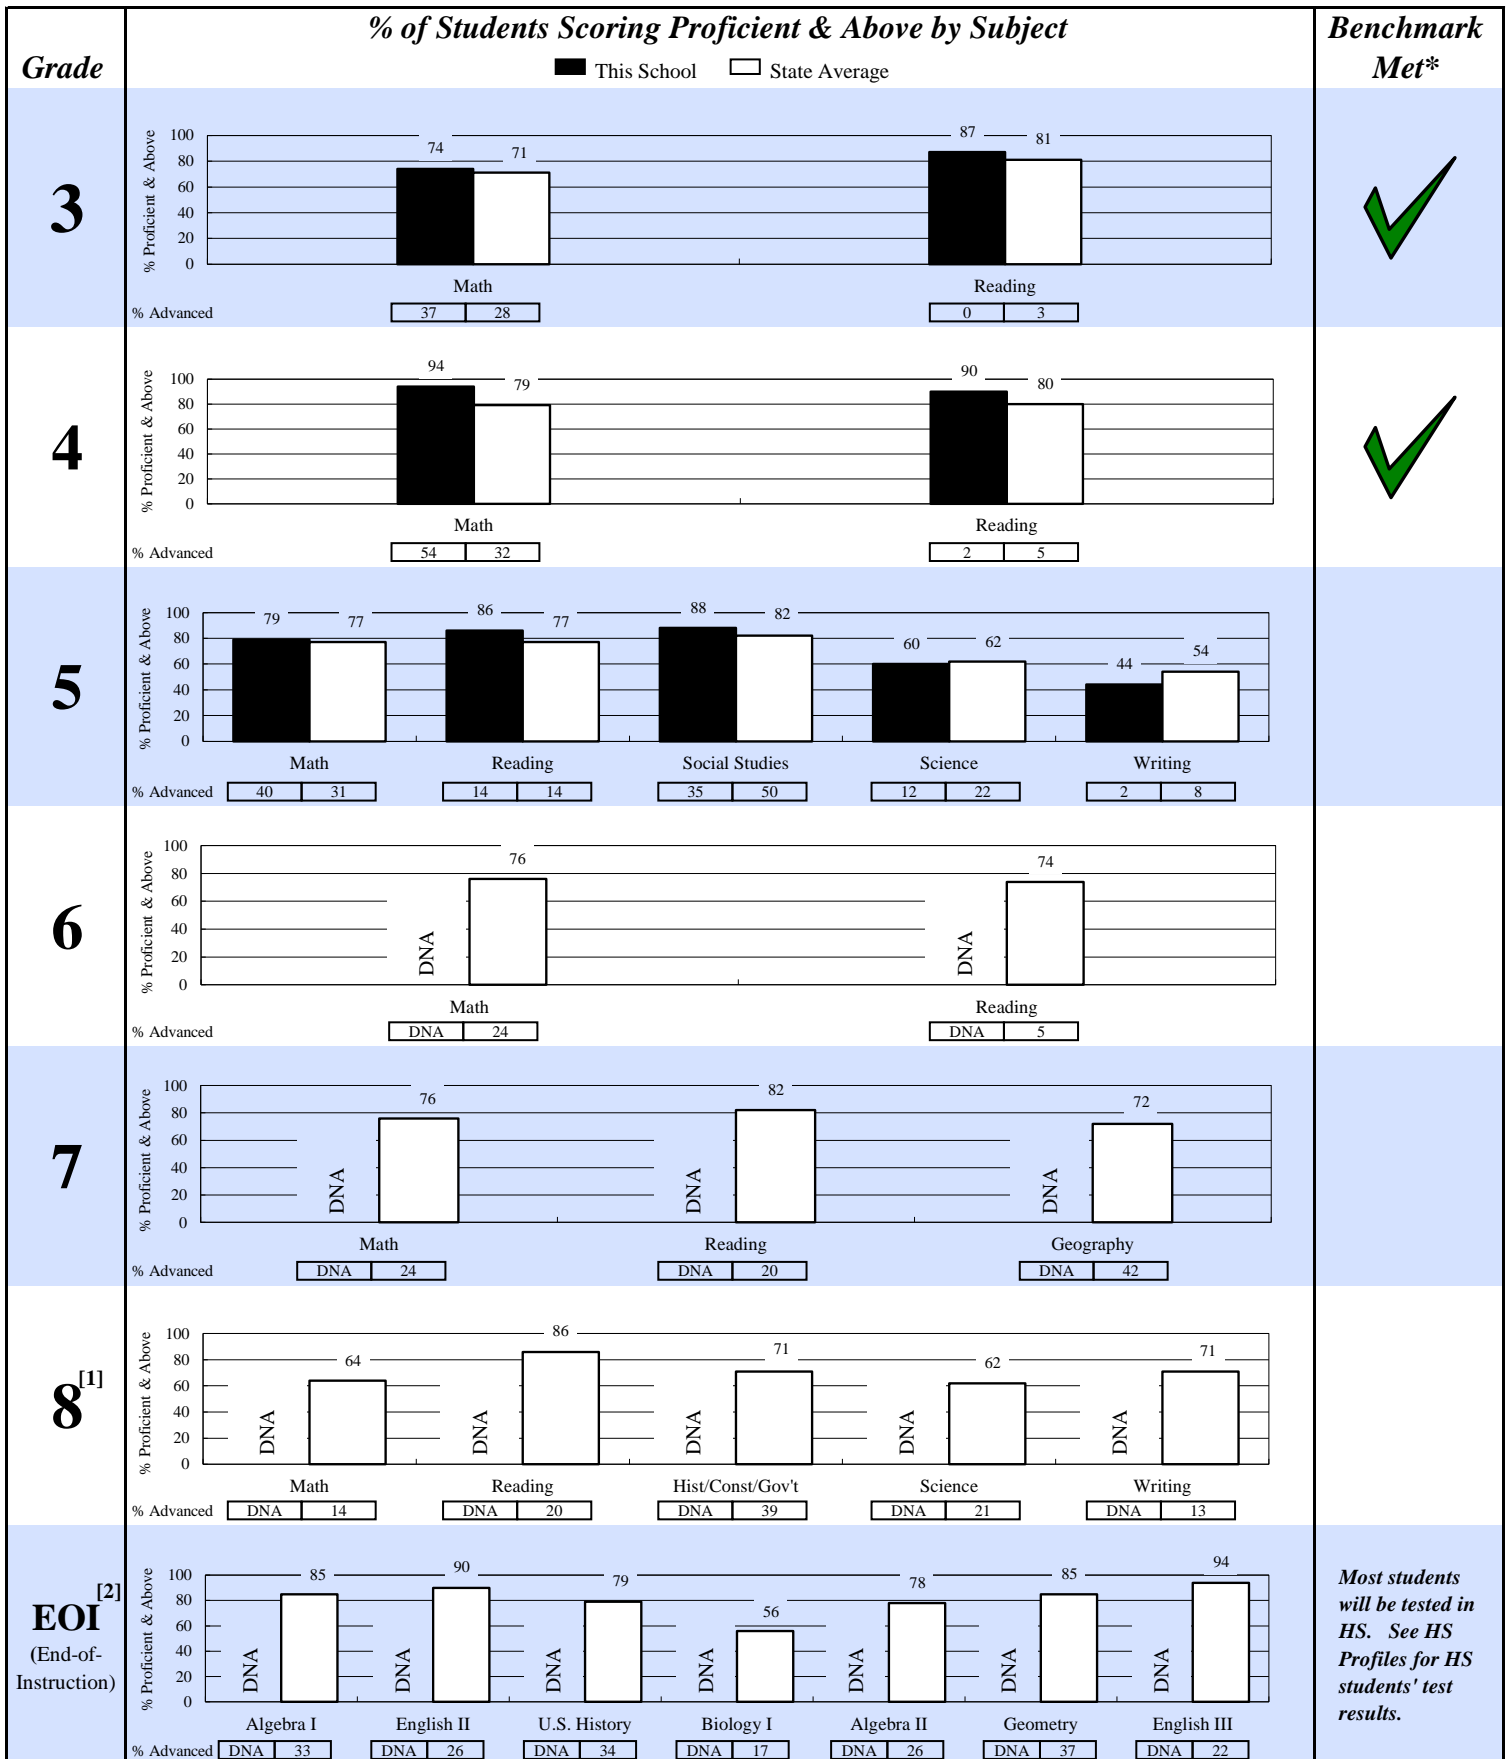 % of Students Scoring Proficient & Above by Subject
Benchmark
Met*
Grade
This School State Average
3
% Proficient & Above
100
80
60
40
20
0
74 71 87 81
Math Reading
% Advanced 37 28 0 3
4
% Proficient & Above
100
80
60
40
20
0
94 79 90 80
Math Reading
% Advanced 54 32 2 5
5
% Proficient & Above
100
80
60
40
20
0
79 77 86 77 88 82 60 62 44 54
Math Reading Social Studies Science Writing
% Advanced 40 31 14 14 35 50 12 22 2 8
6
% Proficient & Above
100
80
60
40
20
0
DNA 76 DNA 74
Math Reading
% Advanced DNA 24 DNA 5
7
% Proficient & Above
100
80
60
40
20
0
DNA 76 DNA 82 DNA 72
Math Reading Geography
% Advanced DNA 24 DNA 20 DNA 42
8[1]
% Proficient & Above
100
80
60
40
20
0
DNA 64 DNA 86 DNA 71 DNA 62 DNA 71
Math Reading Hist/Const/Gov't Science Writing
% Advanced DNA 14 DNA 20 DNA 39 DNA 21 DNA 13
EOI[2]
(End-of-
Instruction)
% Proficient & Above
100
80
60
40
20
0
DNA 85 DNA 90 DNA 79 DNA 56 DNA 78 DNA 85 DNA 94
Algebra I English II U.S. History Biology I Algebra II Geometry English III
% Advanced DNA 33 DNA 26 DNA 34 DNA 17 DNA 26 DNA 37 DNA 22
Most students
will be tested in
HS. See HS
Profiles for HS
students' test
results.